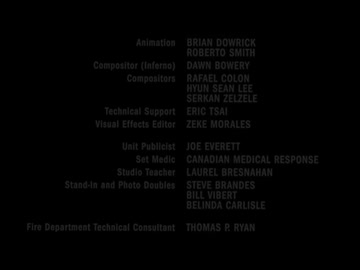 Animation BRIAN DOWRICK
ROBERTO SMITH
Compositor (Inferno) DAWN BOWERY
Compositors RAFAEL COLON
HYUN SEAN LEE
SERKAN ZELZELE
Technical Support ERIC TSAI
Visual Effects Editor ZEKE MORALES
Unit Publicist JOE EVERETT
Set Medic CANADIAN MEDICAL RESPONSE
Studio Teacher LAUREL BRESNAHAN
Stand-in and Photo Doubles STEVE BRANDES
BILL VIBERT
BELINDA CARLISLE
Fire Department Technical Consultant THOMAS P. RYAN